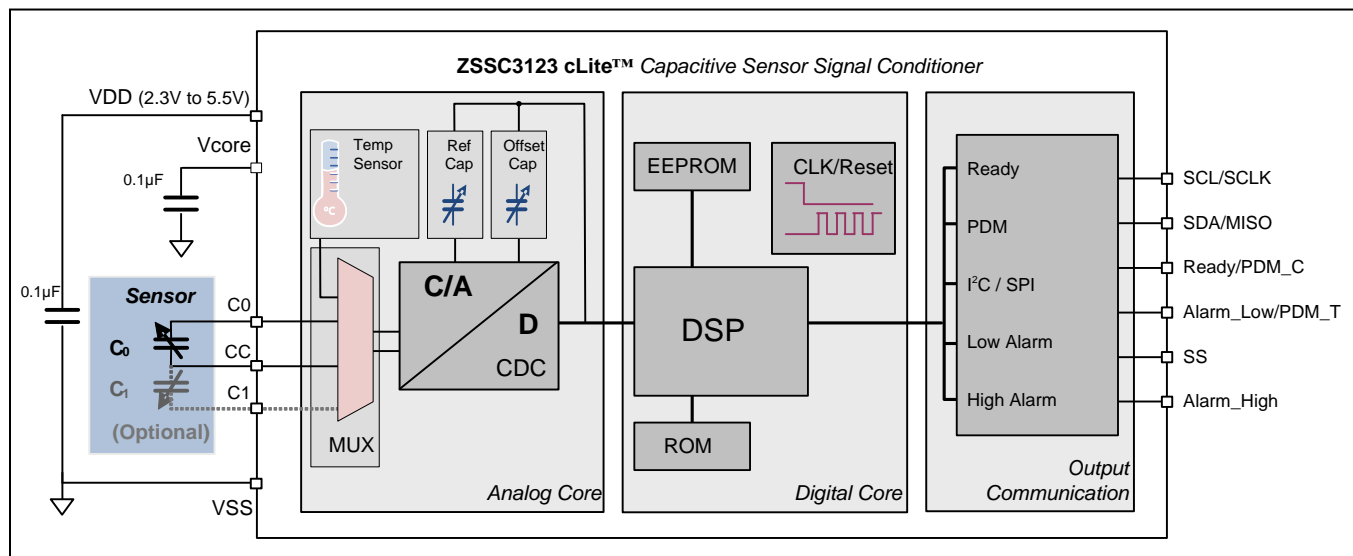 ZSSC3123 cLite™ Capacitive Sensor Signal Conditioner
VDD (2.3V to 5.5V)
Vcore
0.1µF
0.1µF
Sensor
C0
C₀
CC
C₁
C1
(Optional)
VSS
Temp
Sensor
°C
Ref
Cap
Offset
Cap
C/A
D
CDC
MUX
Analog Core
EEPROM
CLK/Reset
DSP
ROM
Digital Core
Ready
PDM
I²C / SPI
Low Alarm
High Alarm
Output
Communication
SCL/SCLK
SDA/MISO
Ready/PDM_C
Alarm_Low/PDM_T
SS
Alarm_High